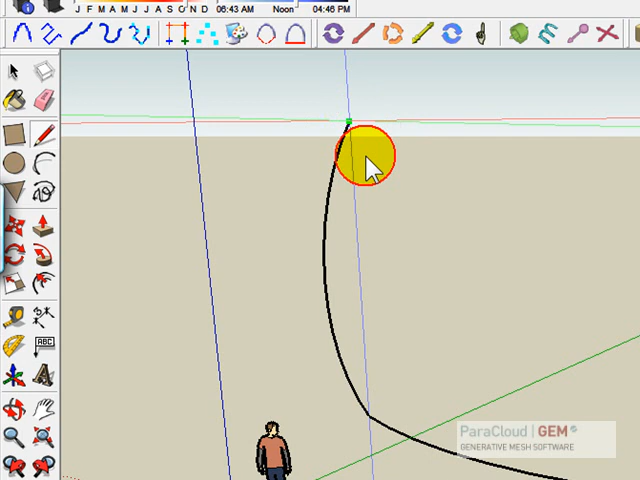 J F M A M J J A S O N D 06:43 AM Noon 04:46 PM
ABC
A
ParaCloud | GEM
GENERATIVE MESH SOFTWARE